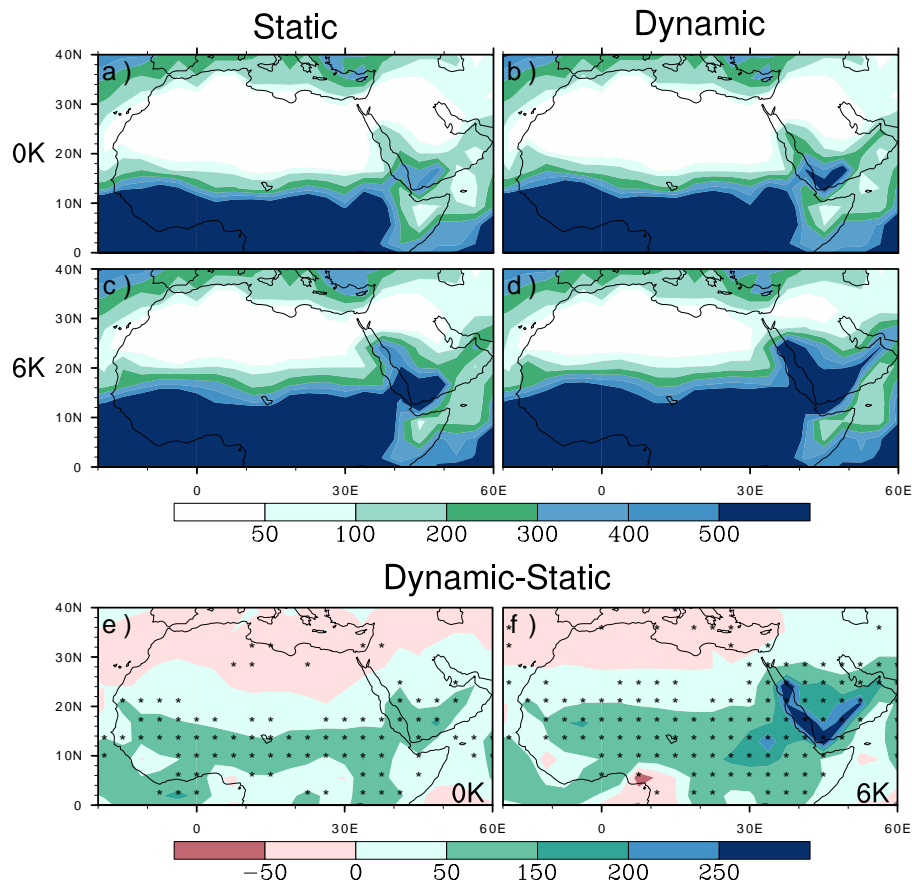 Static Dynamic
40N a) b)
30N
0K 20N
10N
0
40N c) d)
30N
6K 20N
10N
0
0 30E 60E 0 30E 60E
50 100 200 300 400 500
Dynamic-Static
40N e) f)
30N
20N
10N
0 0K 6K
0 30E 60E 0 30E 60E
−50 0 50 150 200 250